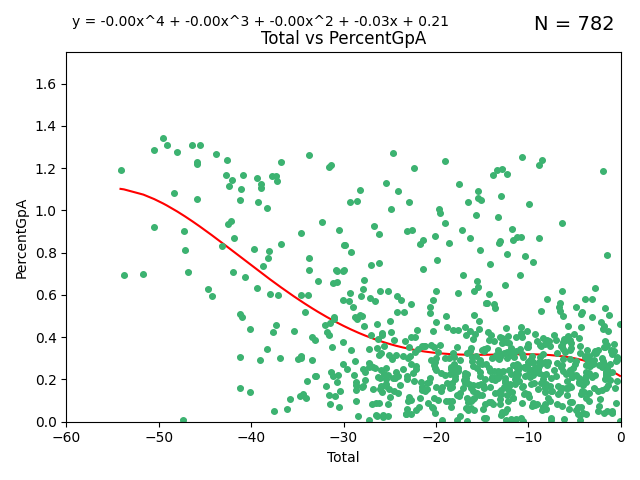 y = -0.00x^4 + -0.00x^3 + -0.00x^2 + -0.03x + 0.21
N = 782
Total vs PercentGpA
1.6
1.4
1.2
1.0
0.8
0.6
0.4
0.2
0.0
PercentGpA
−60 −50 −40 −30 −20 −10 0
Total